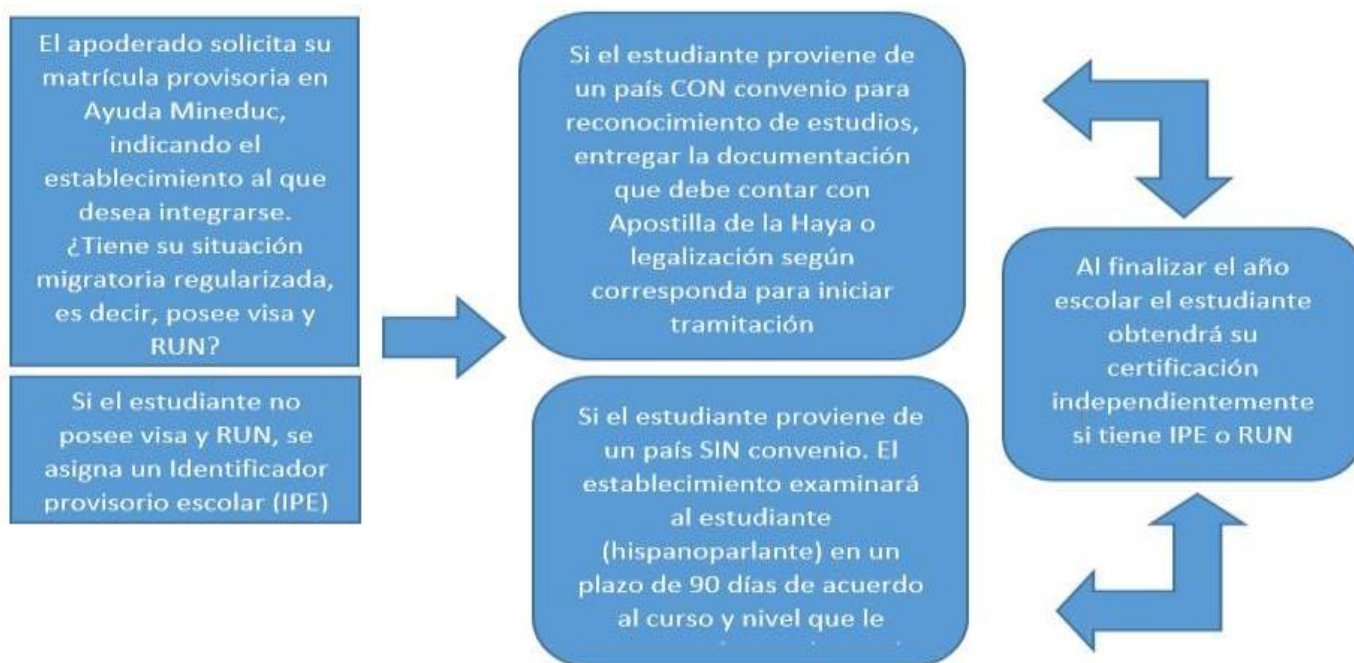 El apoderado solicita su
matrícula provisoria en
Ayuda Mineduc,
indicando el
establecimiento al que
desea integrarse.
¿Tiene su situación
migratoria regularizada,
es decir, posee visa y
RUN?
Si el estudiante no
posee visa y RUN, se
asigna un Identificador
provisorio escolar (IPE)
Si el estudiante proviene de
un país CON convenio para
reconocimiento de estudios,
entregar la documentación
que debe contar con
Apostilla de la Haya o
legalización según
corresponda para iniciar
tramitación
Si el estudiante proviene de
un país SIN convenio. El
establecimiento examinará
al estudiante
(hispanoparlante) en un
plazo de 90 días de acuerdo
al curso y nivel que le
Al finalizar el año
escolar el estudiante
obtendrá su
certificación
independientemente
si tiene IPE o RUN